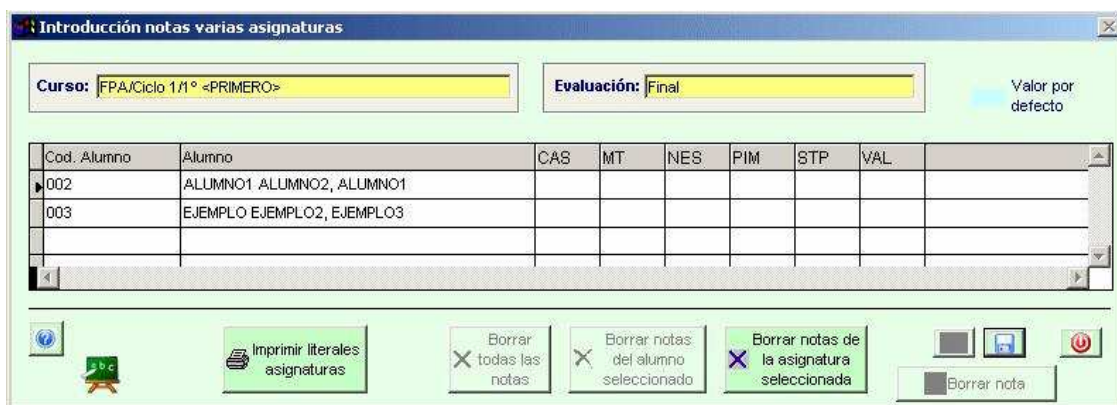 Introducción notas varias asignaturas
Curso: FPA/Ciclo 1/1º <PRIMERO>
Evaluación: Final
Valor por
defecto
Cod. Alumno Alumno CAS MT NES PIM STP VAL
002 ALUMNO1 ALUMNO2, ALUMNO1
003 EJEMPLO EJEMPLO2, EJEMPLO3
abc
Imprimir literales
asignaturas
Borrar
todas las
notas
Borrar notas
del alumno
seleccionado
Borrar notas de
la asignatura
seleccionada
Borrar nota